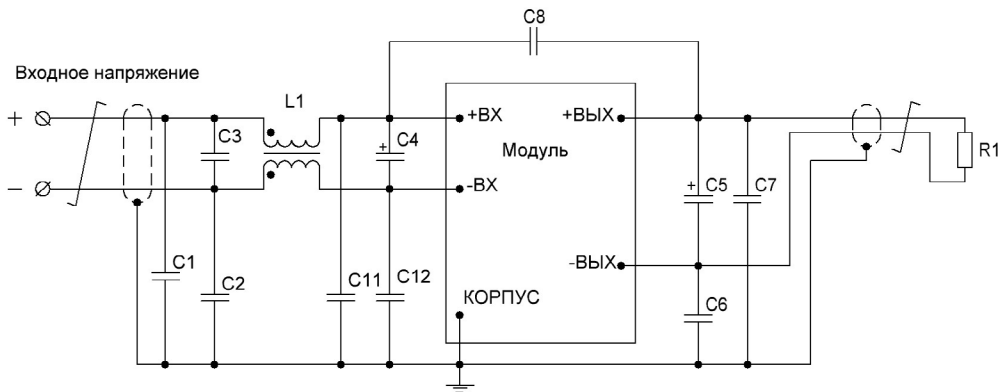 C8
Входное напряжение
L1
+
+ВХ
+ВЫХ
C3
+
C4
Модуль
R1
–
-ВХ
+
C5
C7
-ВЫХ
C1
C2
C11
C12
КОРПУС
C6